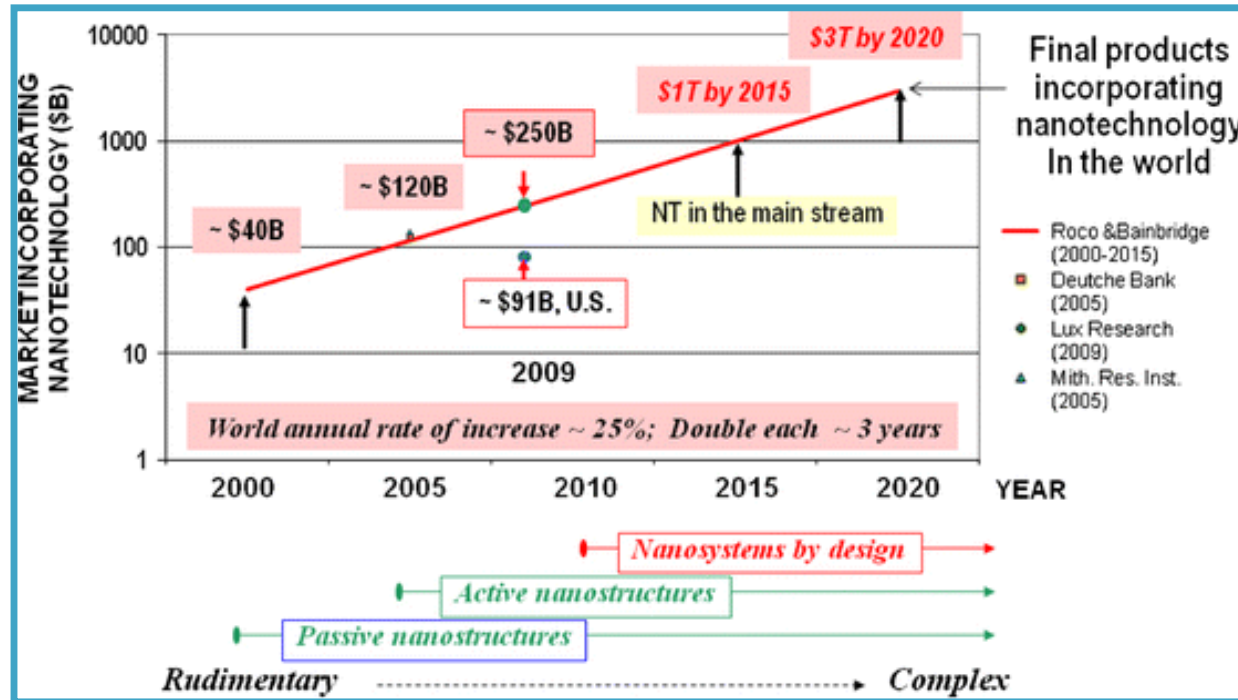 10000
1000
100
10
1
MARKETINCORPORATING
NANOTECHNOLOGY ($B)
$3T by 2020
$1T by 2015
~ $250B
~ $120B
~ $40B
NT in the main stream
~ $91B, U.S.
2009
World annual rate of increase ~ 25%; Double each ~ 3 years
2000 2005 2010 2015 2020 YEAR
Final products
incorporating
nanotechnology
In the world
Roco &Bainbridge
(2000-2015)
Deutche Bank
(2005)
Lux Research
(2009)
Mith. Res. Inst.
(2005)
Nanosystems by design
Active nanostructures
Passive nanostructures
Rudimentary Complex